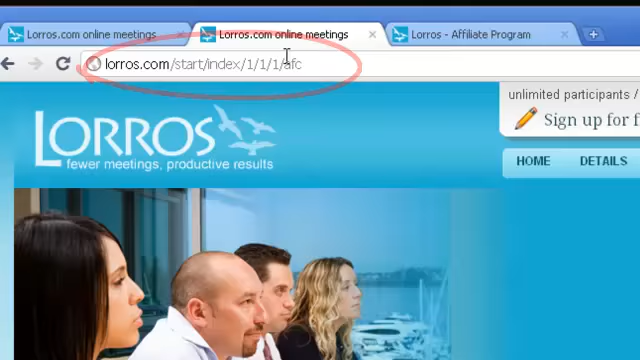 Lorros.com online meetings
Lorros.com online meetings
Lorros - Affiliate Program
lorros.com/start/index/1/1/1/afc
unlimited participants /
LORROS
Sign up for f
fewer meetings, productive results
HOME
DETAILS